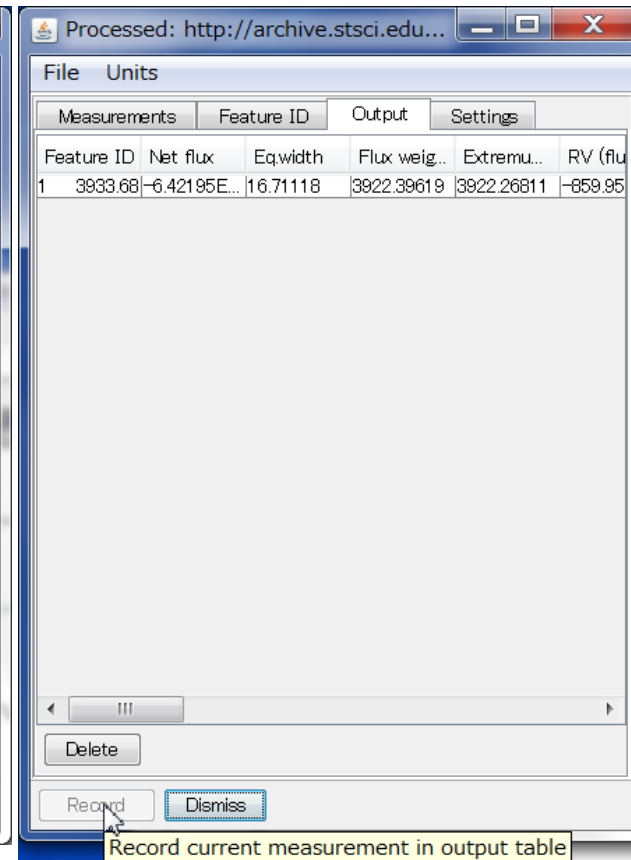 Processed: http://archive.stsci.edu...
File Units
Measurements Feature ID Output Settings
Feature ID Net flux Eq.width Flux weig... Extremu... RV (flu
1 3933.68 -6.42195E... 16.71118 3922.39619 3922.26811 -859.95
Delete
Record Dismiss
Record current measurement in output table